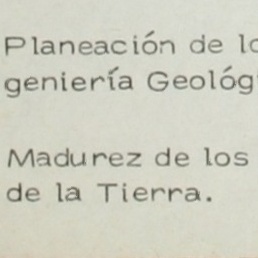 Planeación de lo
geniería Geológ
Madurez de los
de la Tierra.